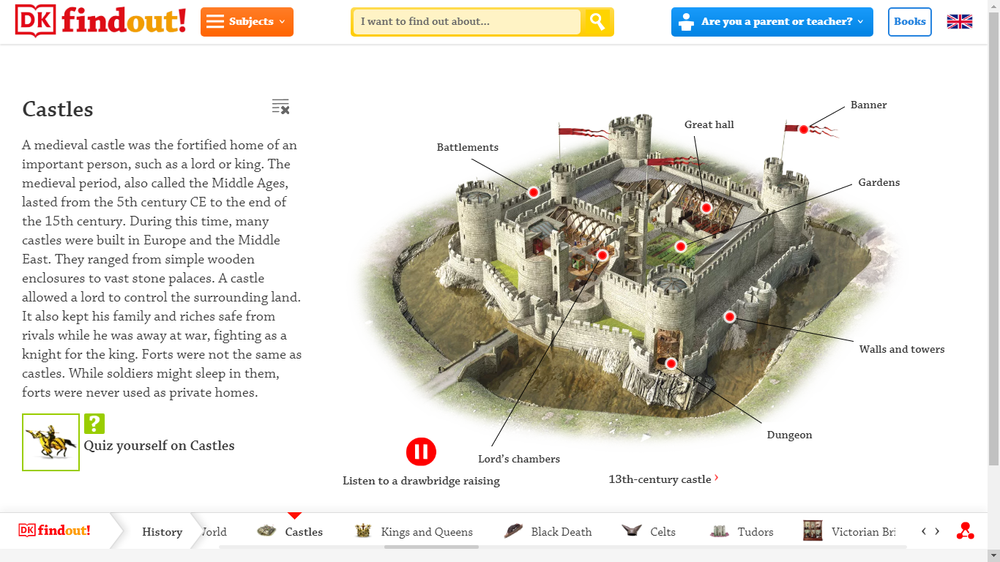 DK findout!
Subjects
I want to find out about...
Are you a parent or teacher?
Books
Castles
A medieval castle was the fortified home of an
important person, such as a lord or king. The
medieval period, also called the Middle Ages,
lasted from the 5th century CE to the end of
the 15th century. During this time, many
castles were built in Europe and the Middle
East. They ranged from simple wooden
enclosures to vast stone palaces. A castle
allowed a lord to control the surrounding land.
It also kept his family and riches safe from
rivals while he was away at war, fighting as a
knight for the king. Forts were not the same as
castles. While soldiers might sleep in them,
forts were never used as private homes.
?
Quiz yourself on Castles
Banner
Great hall
Battlements
Gardens
Walls and towers
Dungeon
Lord's chambers
Listen to a drawbridge raising
13th-century castle
DK findout!
History
World
Castles
Kings and Queens
Black Death
Celts
Tudors
Victorian Bri